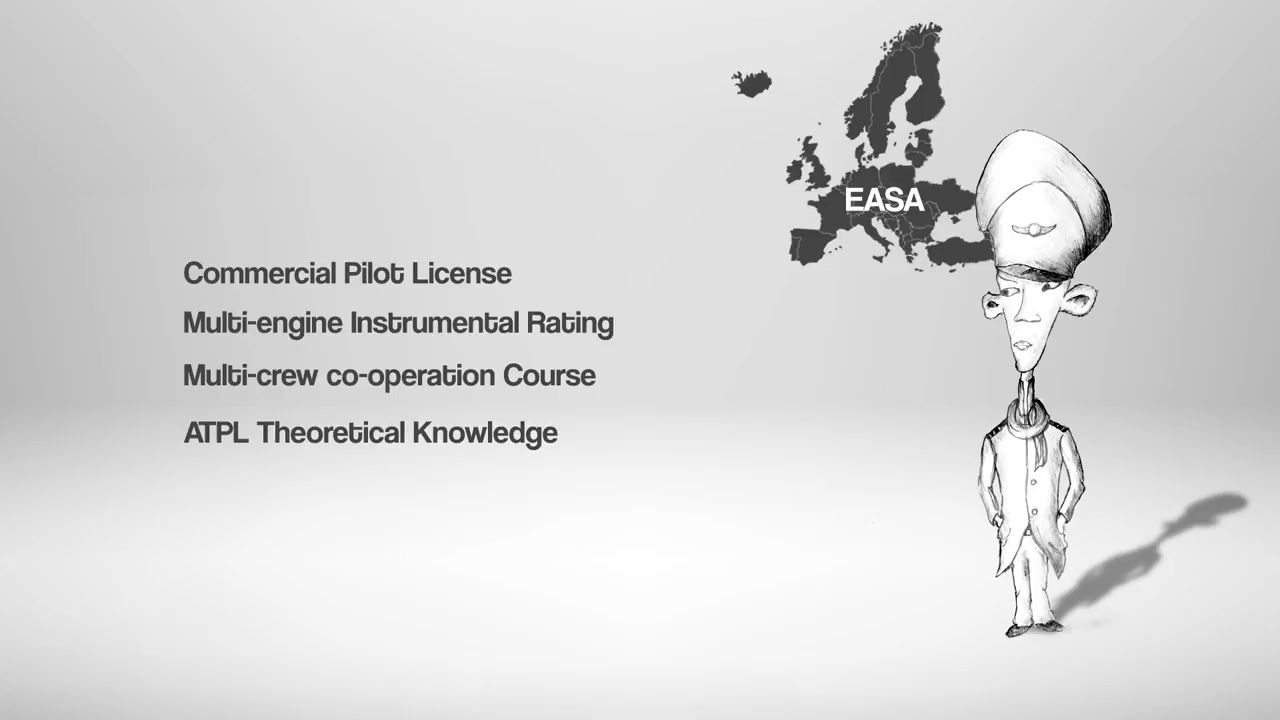 EASA
Commercial Pilot License
Multi-engine Instrumental Rating
Multi-crew co-operation Course
ATPL Theoretical Knowledge